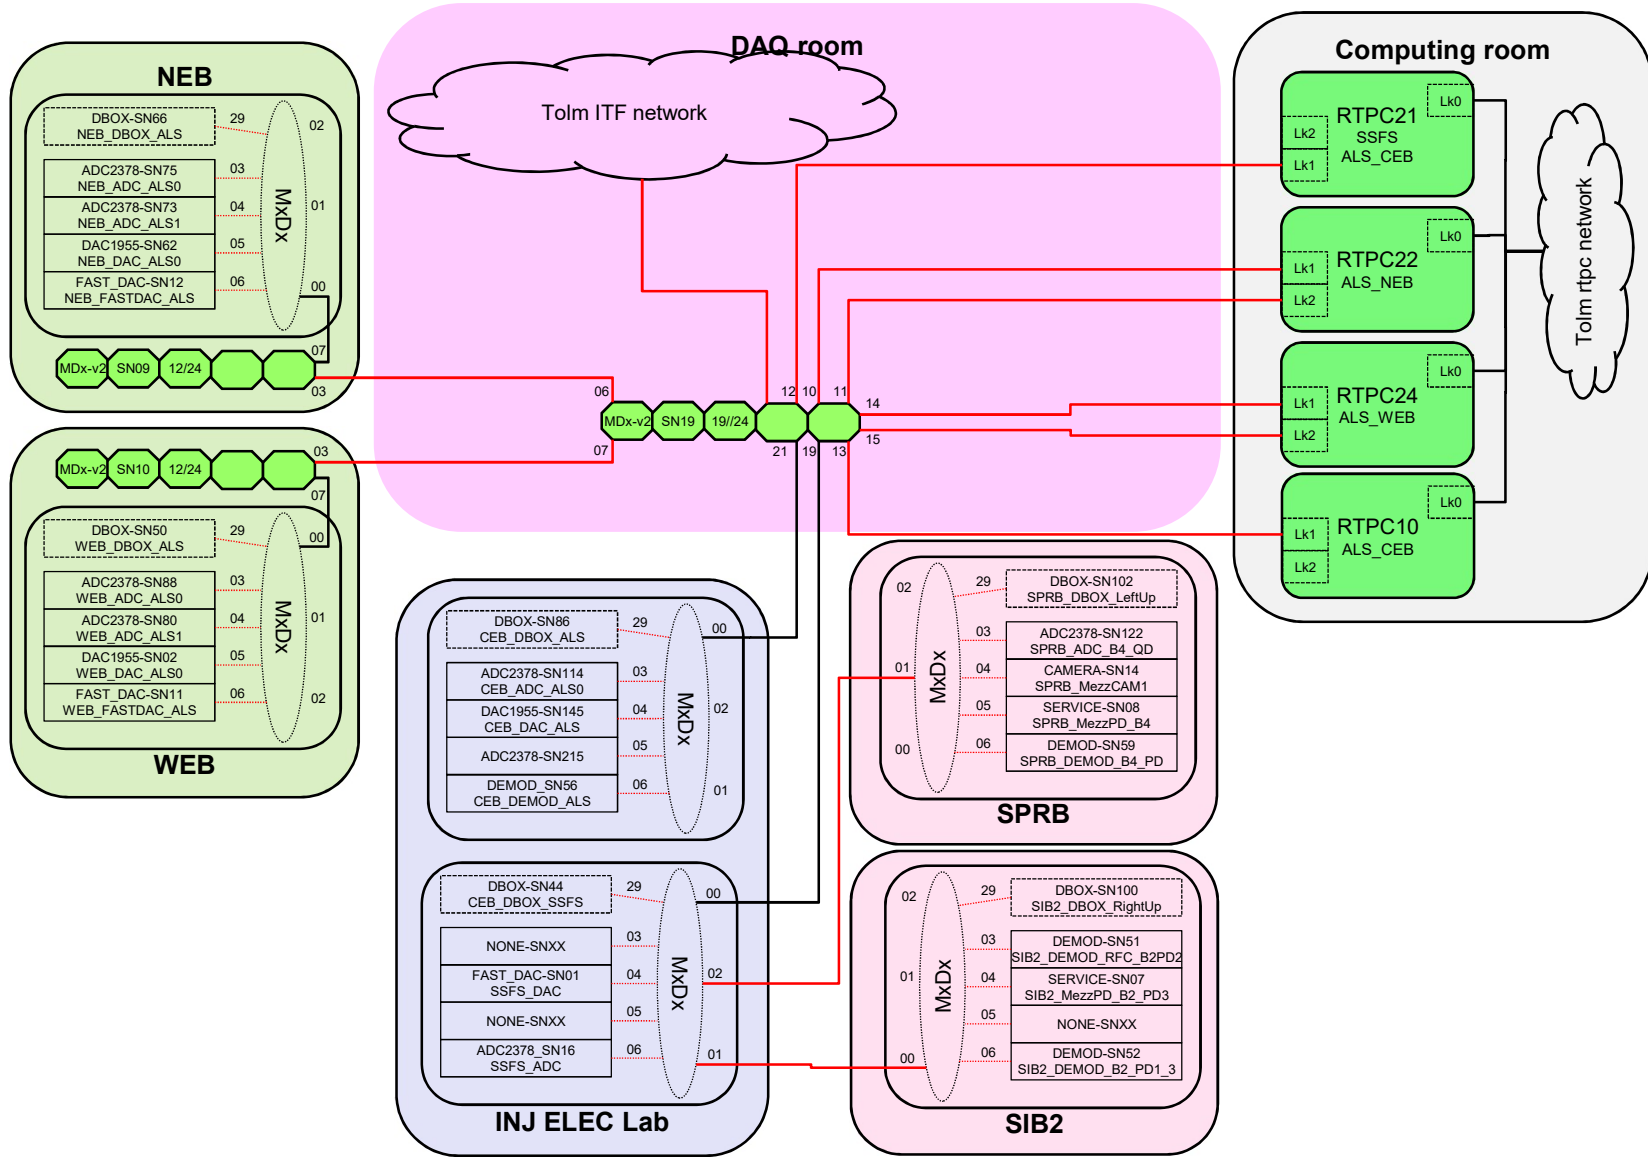 NEB
DBOX-SN66
NEB_DBOX_ALS
29
02
ADC2378-SN75
NEB_ADC_ALS0
03
ADC2378-SN73
NEB_ADC_ALS1
04
01
DAC1955-SN62
NEB_DAC_ALS0
05
FAST_DAC-SN12
NEB_FASTDAC_ALS
06
00
MxDx
07
MDx-v2 SN09 12/24
03
MDx-v2 SN10 12/24
03
07
DBOX-SN50
WEB_DBOX_ALS
29
00
ADC2378-SN88
WEB_ADC_ALS0
03
ADC2378-SN80
WEB_ADC_ALS1
04
01
DAC1955-SN02
WEB_DAC_ALS0
05
FAST_DAC-SN11
WEB_FASTDAC_ALS
06
02
MxDx
WEB
DAQ room
Tolm ITF network
06
12 10 11
14
MDx-v2 SN19 19//24
15
07
21 19 13
Computing room
RTPC21
SSFS
ALS_CEB
Lk0
Lk2
Lk1
RTPC22
ALS_NEB
Lk0
Lk1
Lk2
RTPC24
ALS_WEB
Lk0
Lk1
Lk2
RTPC10
ALS_CEB
Lk0
Lk1
Lk2
Tolm rtpc network
DBOX-SN86
CEB_DBOX_ALS
29
00
ADC2378-SN114
CEB_ADC_ALS0
03
DAC1955-SN145
CEB_DAC_ALS
04
02
ADC2378-SN215
05
DEMOD_SN56
CEB_DEMOD_ALS
06
01
MxDx
DBOX-SN44
CEB_DBOX_SSFS
29
00
NONE-SNXX
03
FAST_DAC-SN01
SSFS_DAC
04
02
NONE-SNXX
05
ADC2378_SN16
SSFS_ADC
06
01
MxDx
INJ ELEC Lab
02
29
DBOX-SN102
SPRB_DBOX_LeftUp
03
ADC2378-SN122
SPRB_ADC_B4_QD
01
04
CAMERA-SN14
SPRB_MezzCAM1
05
SERVICE-SN08
SPRB_MezzPD_B4
00
06
DEMOD-SN59
SPRB_DEMOD_B4_PD
MxDx
SPRB
02
29
DBOX-SN100
SIB2_DBOX_RightUp
03
DEMOD-SN51
SIB2_DEMOD_RFC_B2PD2
01
04
SERVICE-SN07
SIB2_MezzPD_B2_PD3
05
NONE-SNXX
00
06
DEMOD-SN52
SIB2_DEMOD_B2_PD1_3
MxDx
SIB2